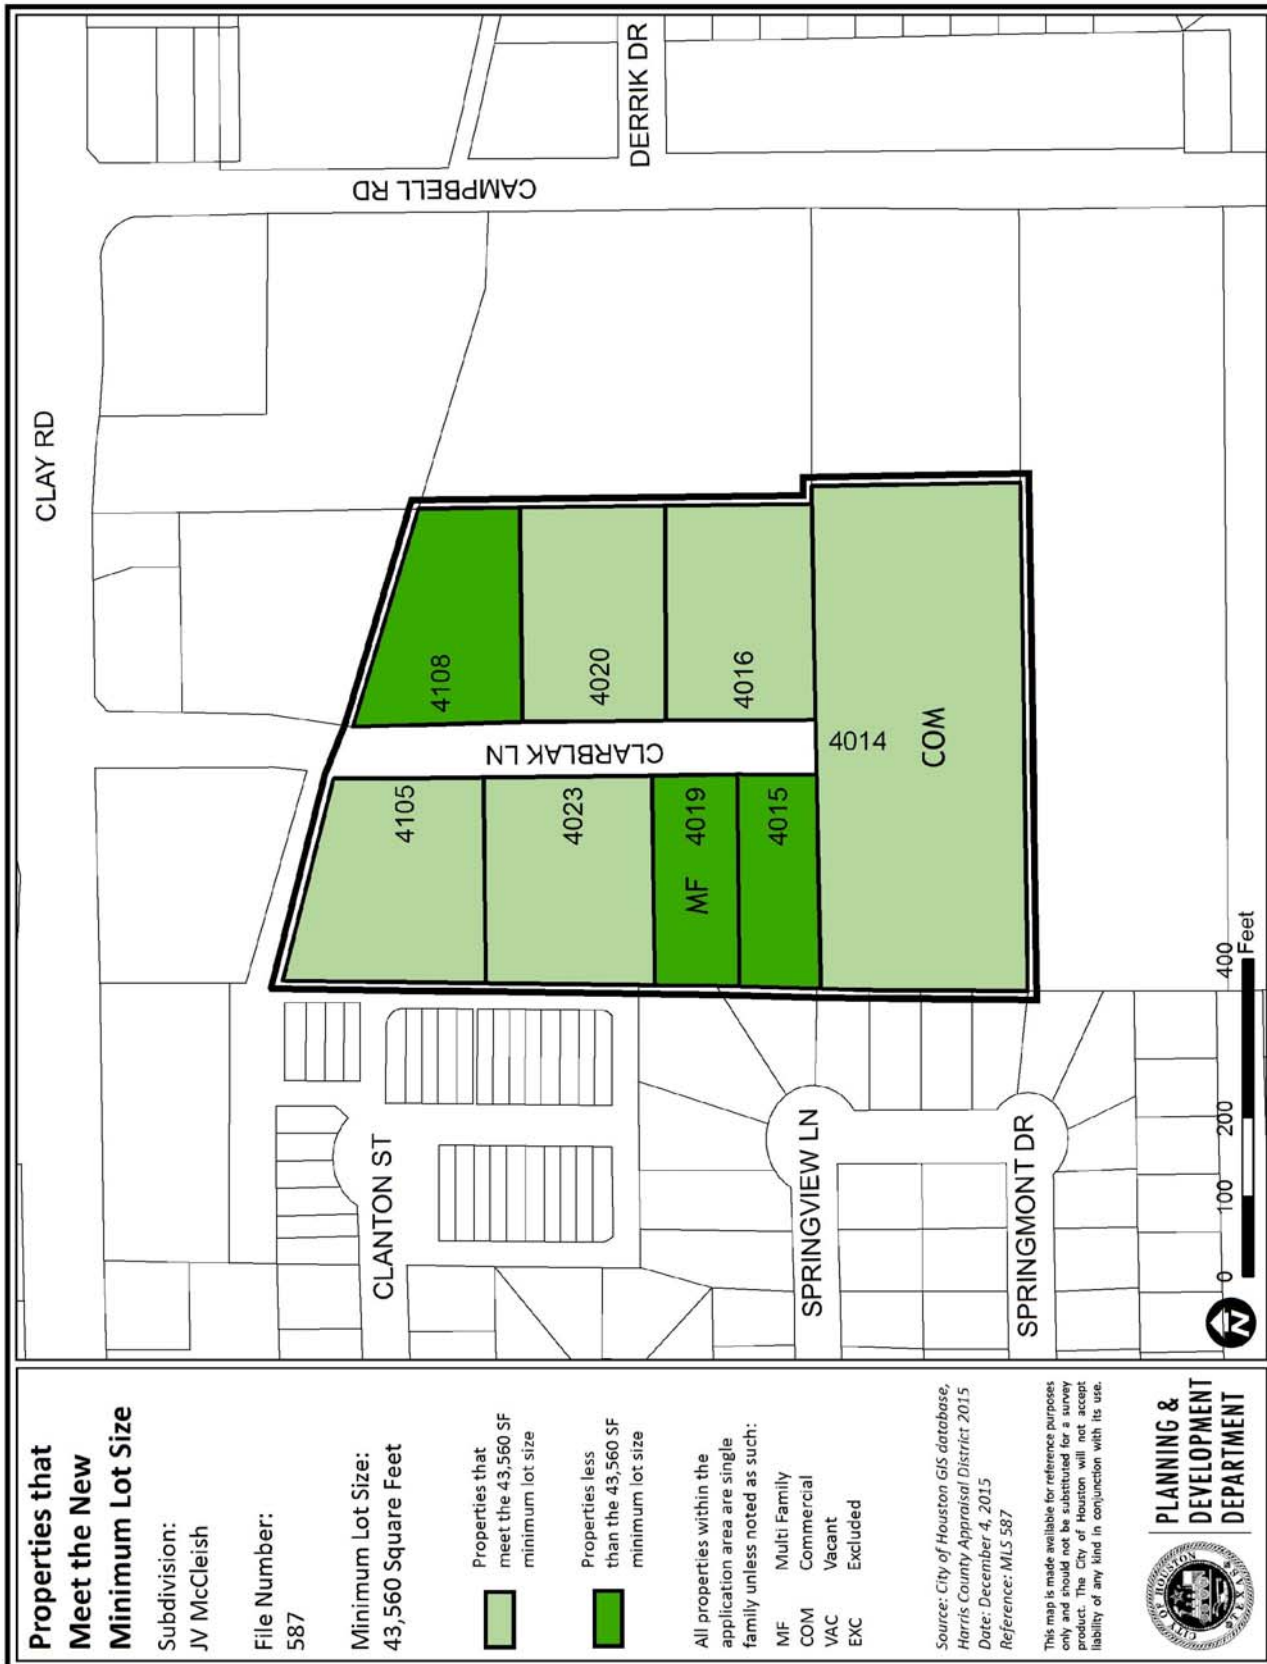 Properties that
Meet the New
Minimum Lot Size
Subdivision:
JV McCleish
File Number:
587
Minimum Lot Size:
43,560 Square Feet
Properties that
meet the 43,560 SF
minimum lot size
Properties less
than the 43,560 SF
minimum lot size
All properties within the
application area are single
family unless noted as such:
MF Multi Family
COM Commercial
VAC Vacant
EXC Excluded
Source: City of Houston GIS database,
Harris County Appraisal District 2015
Date: December 4, 2015
Reference: MLS 587
This map is made available for reference purposes
only and should not be substituted for a survey
product. The City of Houston will not accept
liability of any kind in conjunction with its use.
CITY OF HOUSTON
TEXAS
PLANNING &
DEVELOPMENT
DEPARTMENT
CLAY RD
CAMPBELL RD
DERRIK DR
CLANTON ST
4105
4108
4023
4020
CLARBLAK LN
MF 4019
4016
4015
4014
COM
SPRINGVIEW LN
SPRINGMONT DR
N
0 100 200 400
Feet